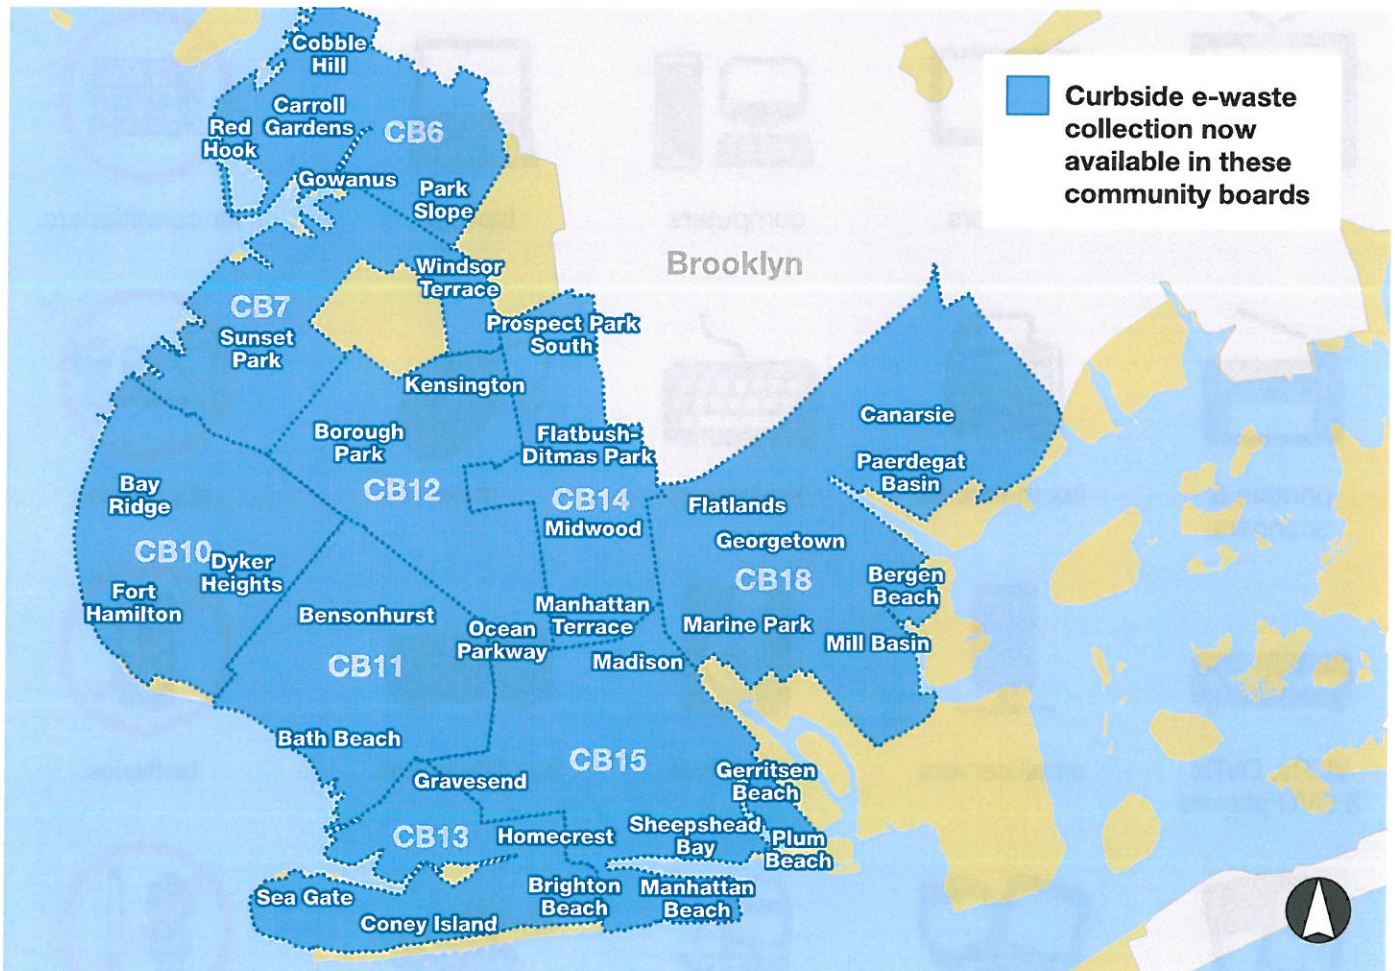 Cobble
Hill
Carroll
Gardens
Red
Hook
CB6
Gowanus
Park
Slope
Curbside e-waste
collection now
available in these
community boards
Brooklyn
Windsor
Terrace
CB7
Sunset
Park
Prospect Park
South
Kensington
Canarsie
Borough
Park
Flatbush-
Ditmas Park
Paerdegat
Basin
Bay
Ridge
CB12
CB14
Midwood
Flatlands
Georgetown
CB10
Dyker
Heights
CB18
Bergen
Beach
Fort
Hamilton
Bensonhurst
Manhattan
Terrace
Marine Park
Ocean
Parkway
Mill Basin
Madison
CB11
Bath Beach
CB15
Gravesend
Gerritsen
Beach
CB13
Homecrest
Sheepshead
Bay
Plum
Beach
Sea Gate
Brighton
Beach
Manhattan
Beach
Coney Island